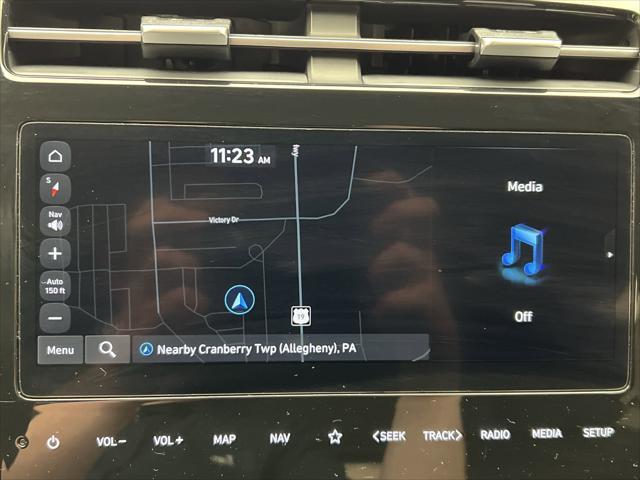 11:23 AM
S
Hwy
Media
Nav
Victory Dr
Auto
150 ft
19
Off
Menu
Nearby Cranberry Twp (Allegheny), PA
VOL− VOL+ MAP NAV <SEEK TRACK> RADIO MEDIA SETUP